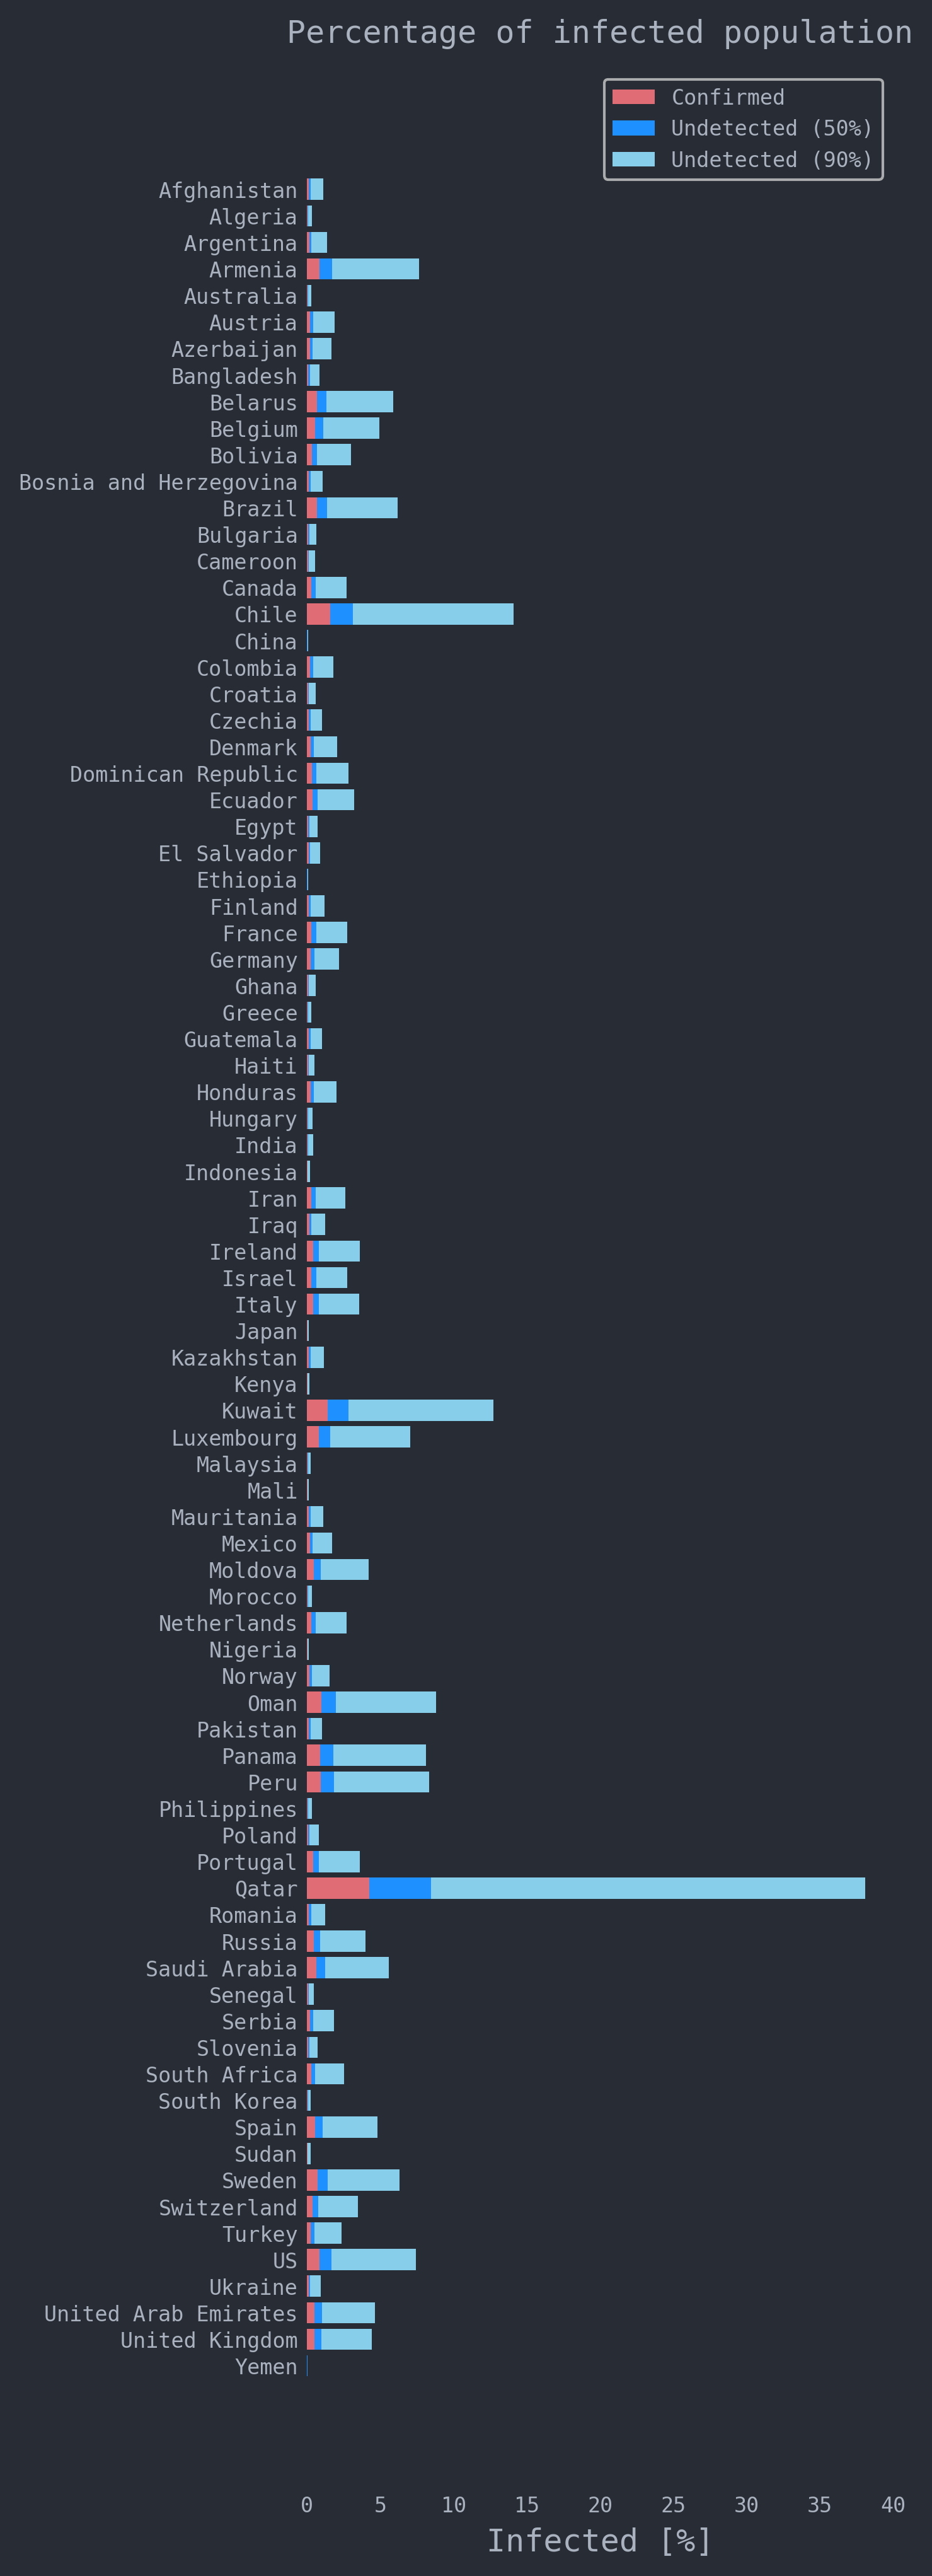 Percentage of infected population
Confirmed
Undetected (50%)
Undetected (90%)
Afghanistan
Algeria
Argentina
Armenia
Australia
Austria
Azerbaijan
Bangladesh
Belarus
Belgium
Bolivia
Bosnia and Herzegovina
Brazil
Bulgaria
Cameroon
Canada
Chile
China
Colombia
Croatia
Czechia
Denmark
Dominican Republic
Ecuador
Egypt
El Salvador
Ethiopia
Finland
France
Germany
Ghana
Greece
Guatemala
Haiti
Honduras
Hungary
India
Indonesia
Iran
Iraq
Ireland
Israel
Italy
Japan
Kazakhstan
Kenya
Kuwait
Luxembourg
Malaysia
Mali
Mauritania
Mexico
Moldova
Morocco
Netherlands
Nigeria
Norway
Oman
Pakistan
Panama
Peru
Philippines
Poland
Portugal
Qatar
Romania
Russia
Saudi Arabia
Senegal
Serbia
Slovenia
South Africa
South Korea
Spain
Sudan
Sweden
Switzerland
Turkey
US
Ukraine
United Arab Emirates
United Kingdom
Yemen
0 5 10 15 20 25 30 35 40
Infected [%]